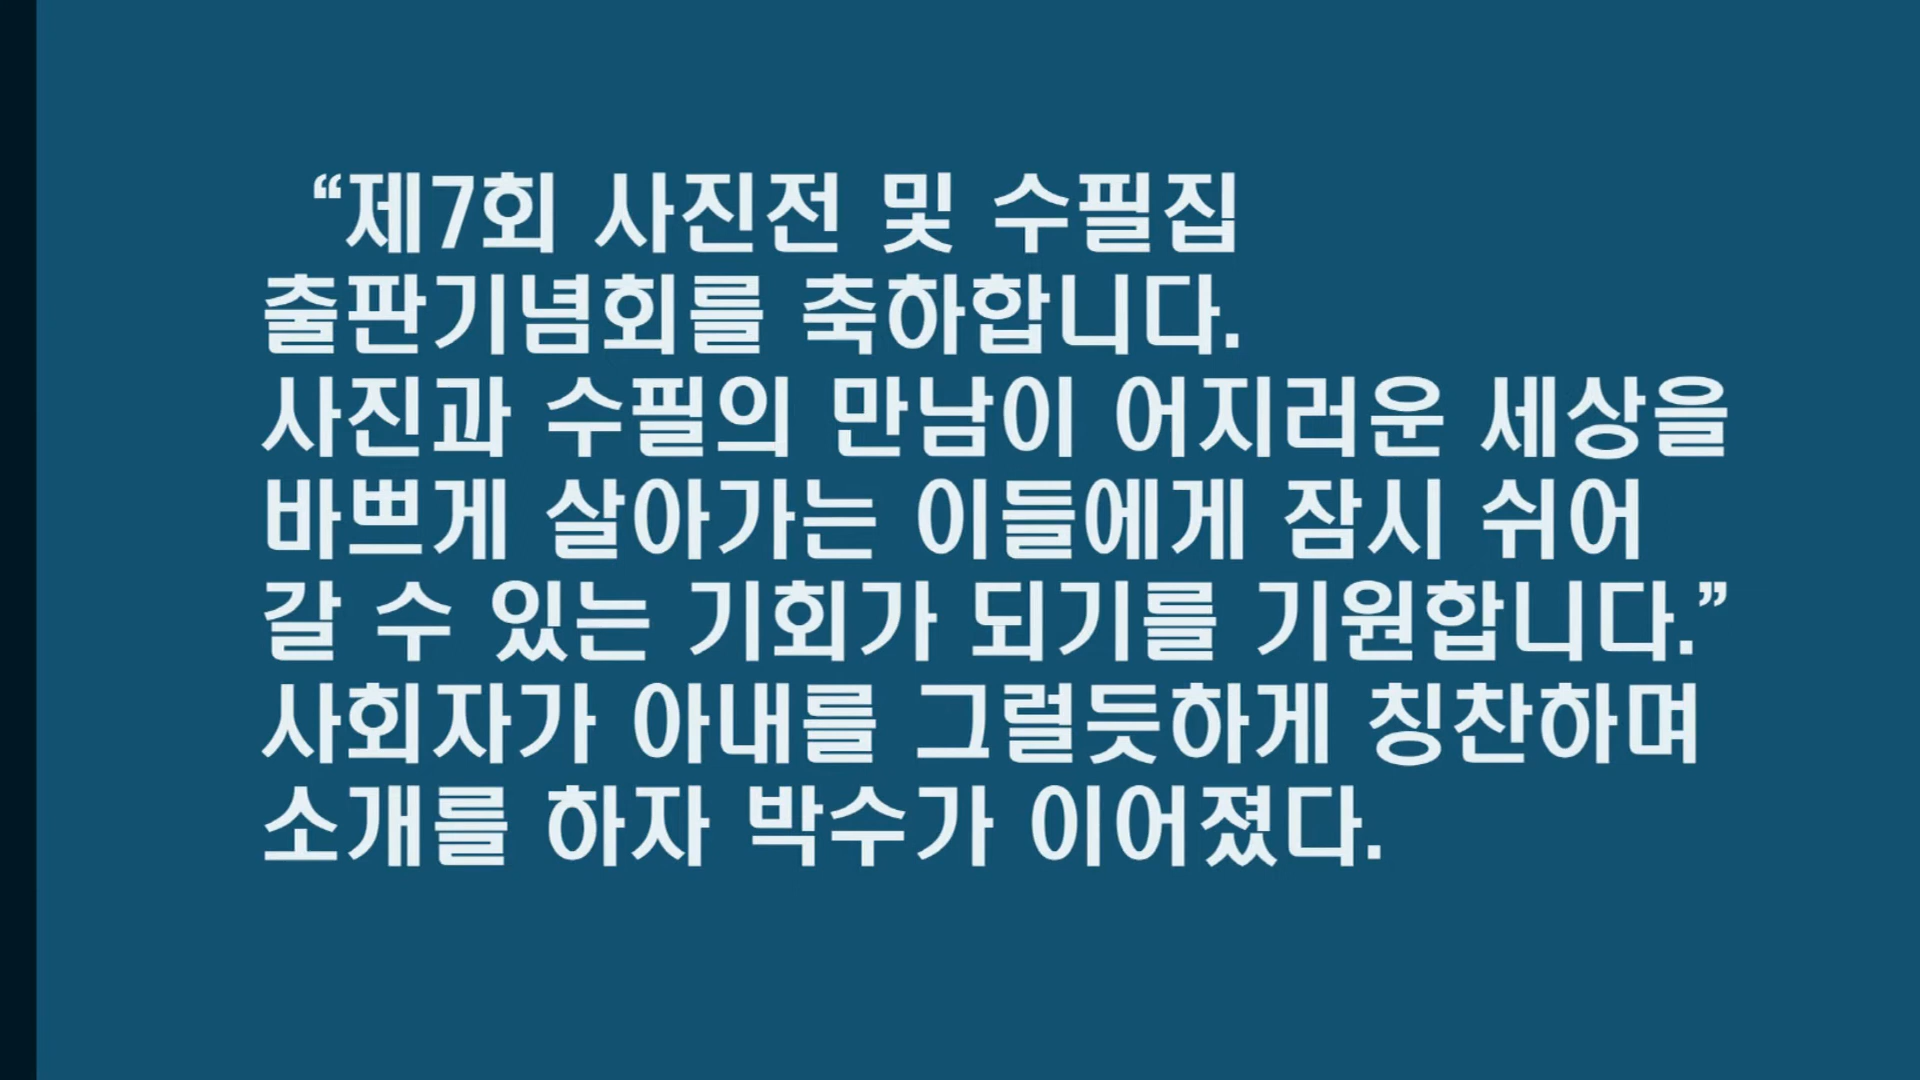 “제7회 사진전 및 수필집
출판기념회를 축하합니다.
사진과 수필의 만남이 어지러운 세상을
바쁘게 살아가는 이들에게 잠시 쉬어
갈 수 있는 기회가 되기를 기원합니다.”
사회자가 아내를 그럴듯하게 칭찬하며
소개를 하자 박수가 이어졌다.